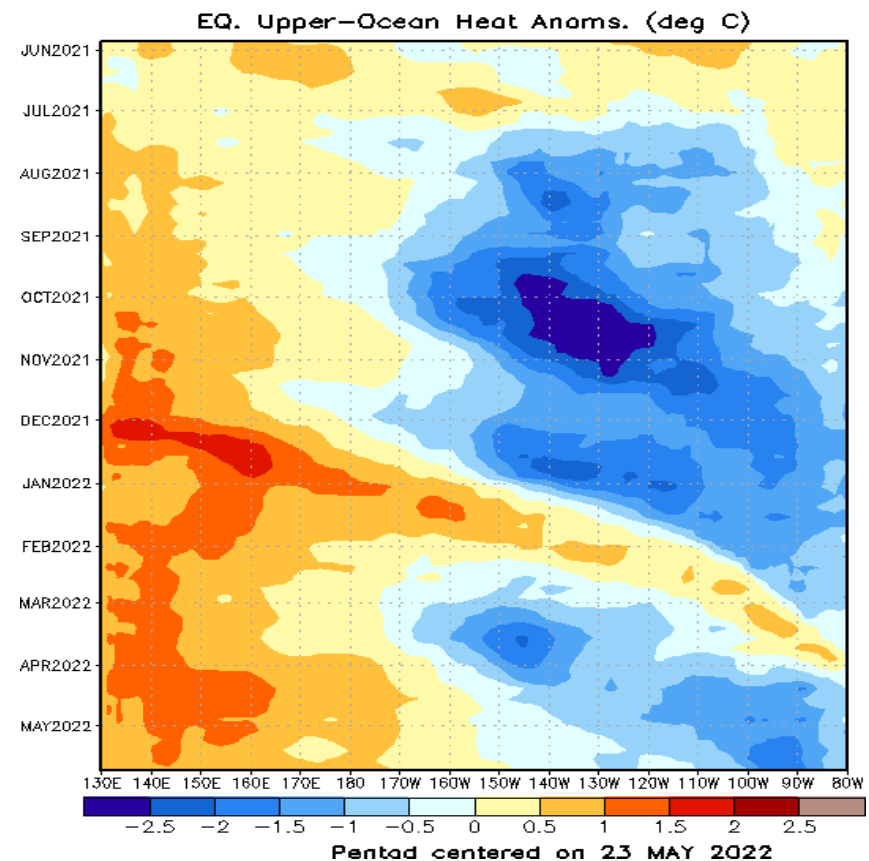 EQ. Upper-Ocean Heat Anoms. (deg C)
JUN2021
JUL2021
AUG2021
SEP2021
OCT2021
NOV2021
DEC2021
JAN2022
FEB2022
MAR2022
APR2022
MAY2022
130E 140E 150E 160E 170E 180 170W 160W 150W 140W 130W 120W 110W 100W 90W 80W
-2.5 -2 -1.5 -1 -0.5 0 0.5 1 1.5 2 2.5
Pentad centered on 23 MAY 2022